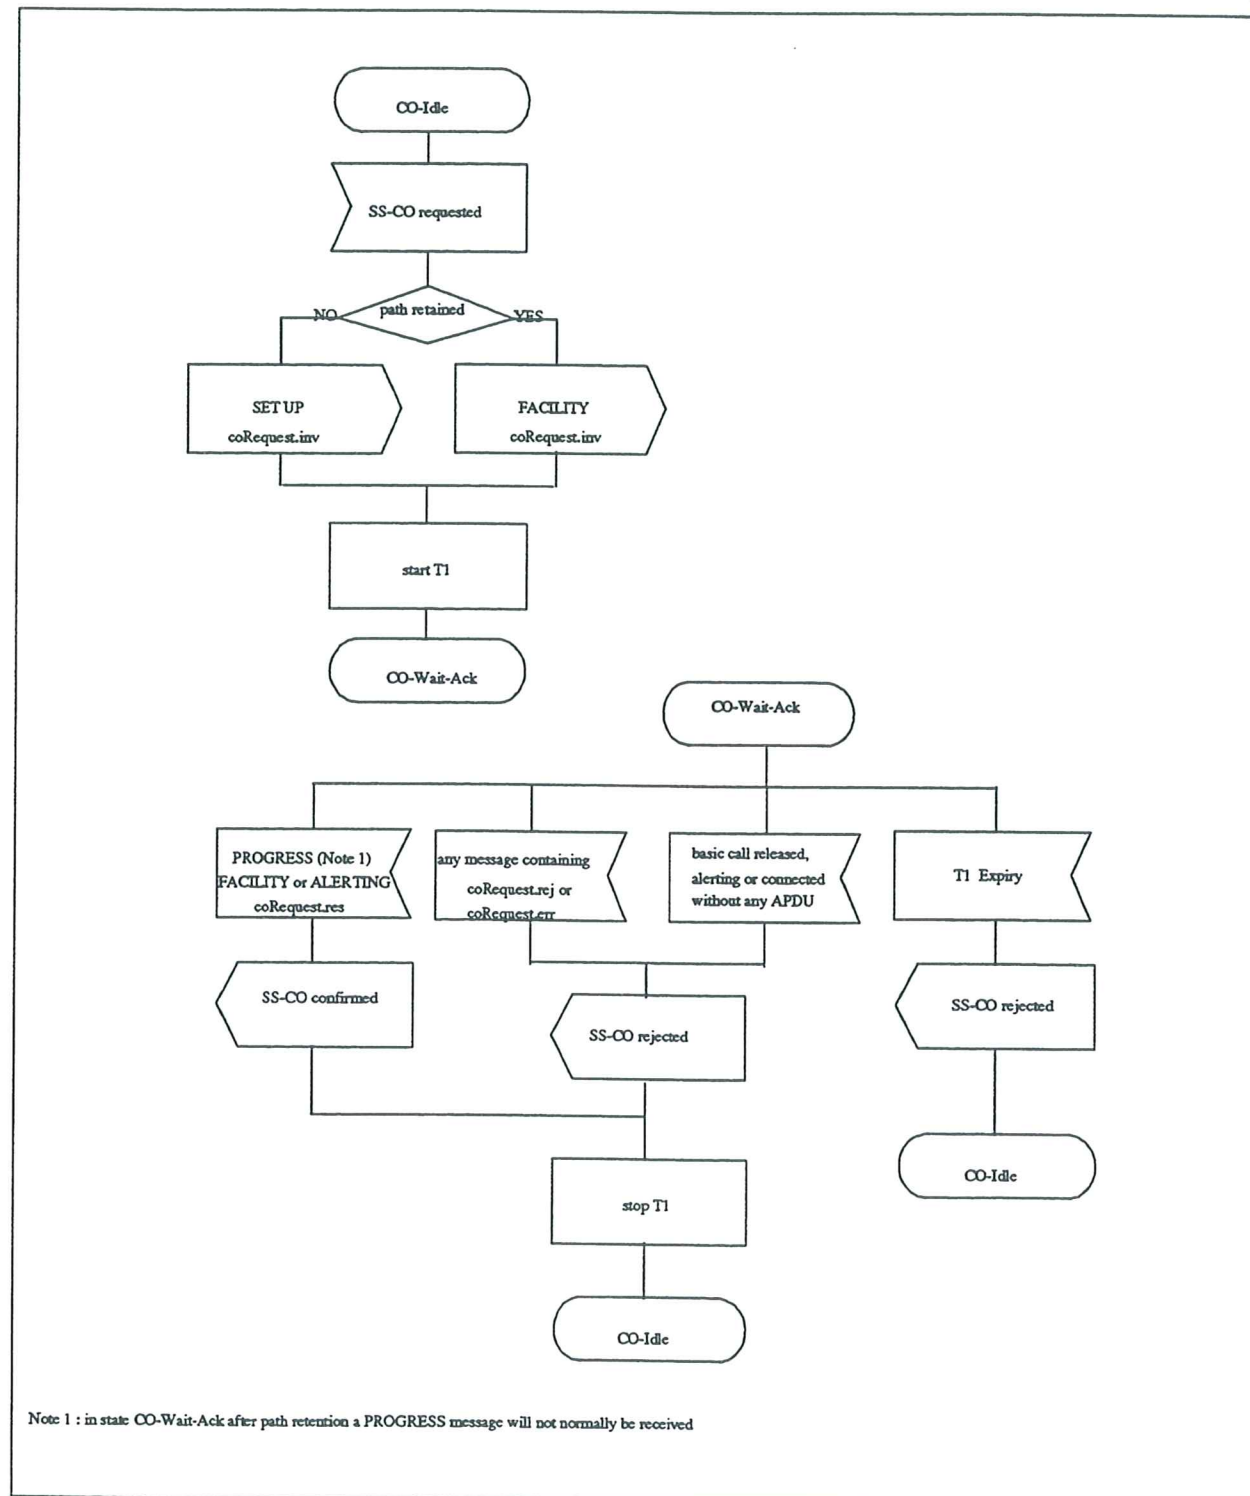 CO-Idle
SS-CO requested
path retained
NO
YES
SET UP
coRequest.inv
FACILITY
coRequest.inv
start T1
CO-Wait-Ack
CO-Wait-Ack
PROGRESS (Note 1)
FACILITY or ALERTING
coRequest.res
any message containing
coRequest.rej or
coRequest.err
basic call released,
alerting or connected
without any APDU
T1 Expiry
SS-CO confirmed
SS-CO rejected
SS-CO rejected
stop T1
CO-Idle
CO-Idle
Note 1 : in state CO-Wait-Ack after path retention a PROGRESS message will not normally be received